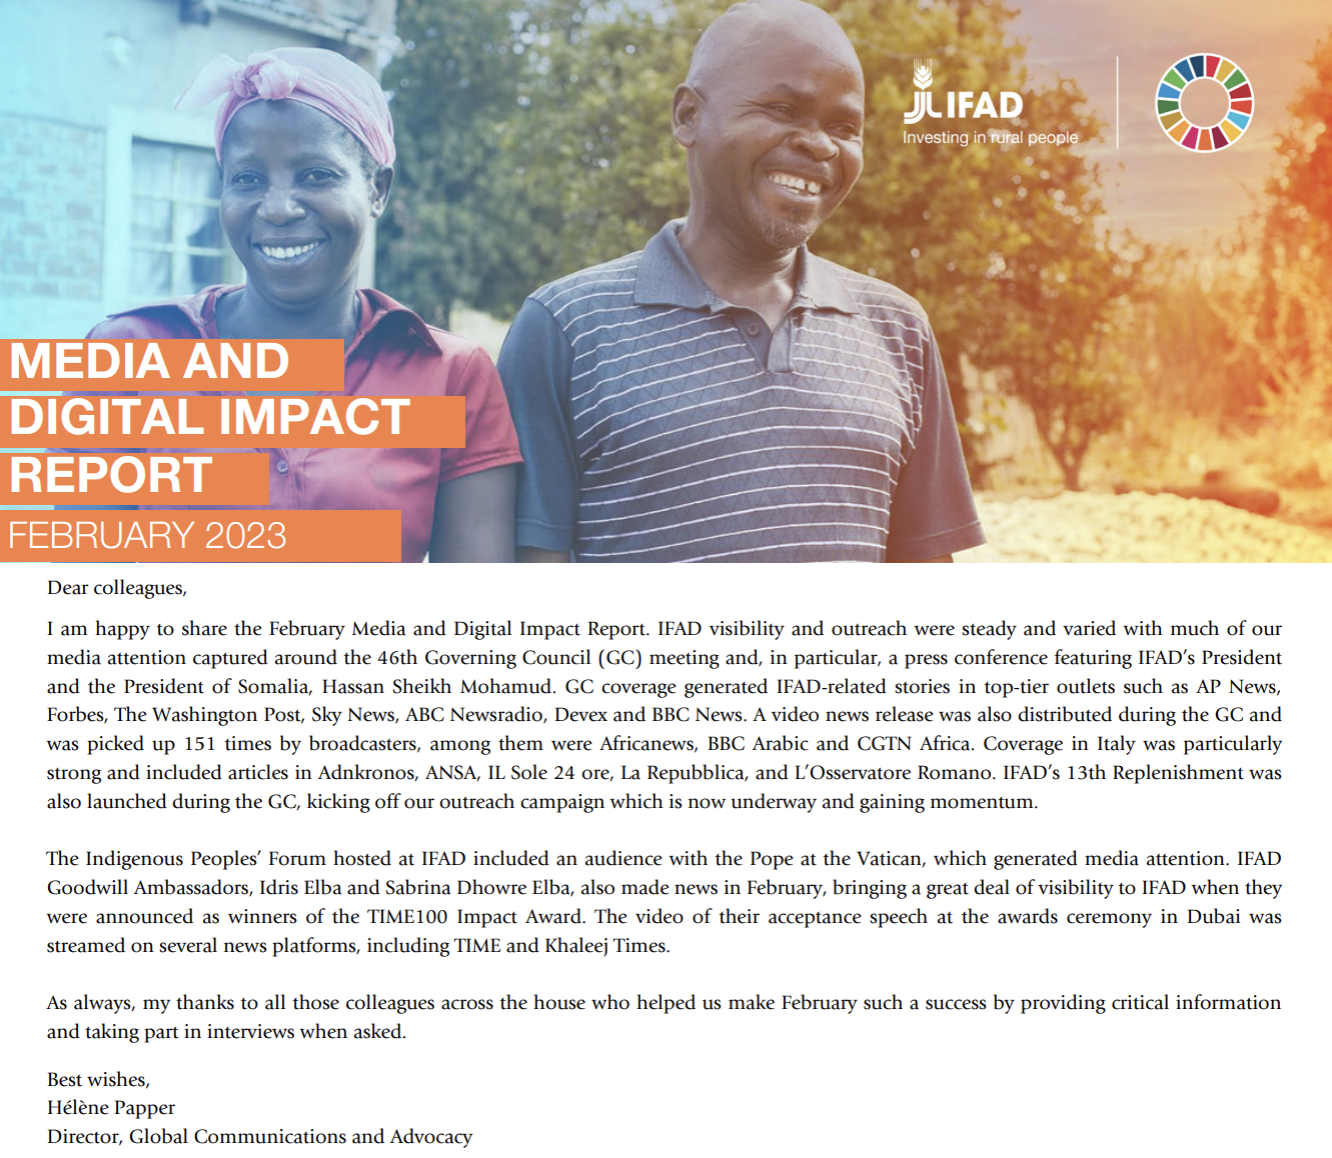 IFAD
Investing in rural people
MEDIA AND
DIGITAL IMPACT
REPORT
FEBRUARY 2023
Dear colleagues,
I am happy to share the February Media and Digital Impact Report. IFAD visibility and outreach were steady and varied with much of our
media attention captured around the 46th Governing Council (GC) meeting and, in particular, a press conference featuring IFAD’s President
and the President of Somalia, Hassan Sheikh Mohamud. GC coverage generated IFAD-related stories in top-tier outlets such as AP News,
Forbes, The Washington Post, Sky News, ABC Newsradio, Devex and BBC News. A video news release was also distributed during the GC and
was picked up 151 times by broadcasters, among them were Africanews, BBC Arabic and CGTN Africa. Coverage in Italy was particularly
strong and included articles in Adnkronos, ANSA, IL Sole 24 ore, La Repubblica, and L’Osservatore Romano. IFAD’s 13th Replenishment was
also launched during the GC, kicking off our outreach campaign which is now underway and gaining momentum.
The Indigenous Peoples’ Forum hosted at IFAD included an audience with the Pope at the Vatican, which generated media attention. IFAD
Goodwill Ambassadors, Idris Elba and Sabrina Dhowre Elba, also made news in February, bringing a great deal of visibility to IFAD when they
were announced as winners of the TIME100 Impact Award. The video of their acceptance speech at the awards ceremony in Dubai was
streamed on several news platforms, including TIME and Khaleej Times.
As always, my thanks to all those colleagues across the house who helped us make February such a success by providing critical information
and taking part in interviews when asked.
Best wishes,
Hélène Papper
Director, Global Communications and Advocacy